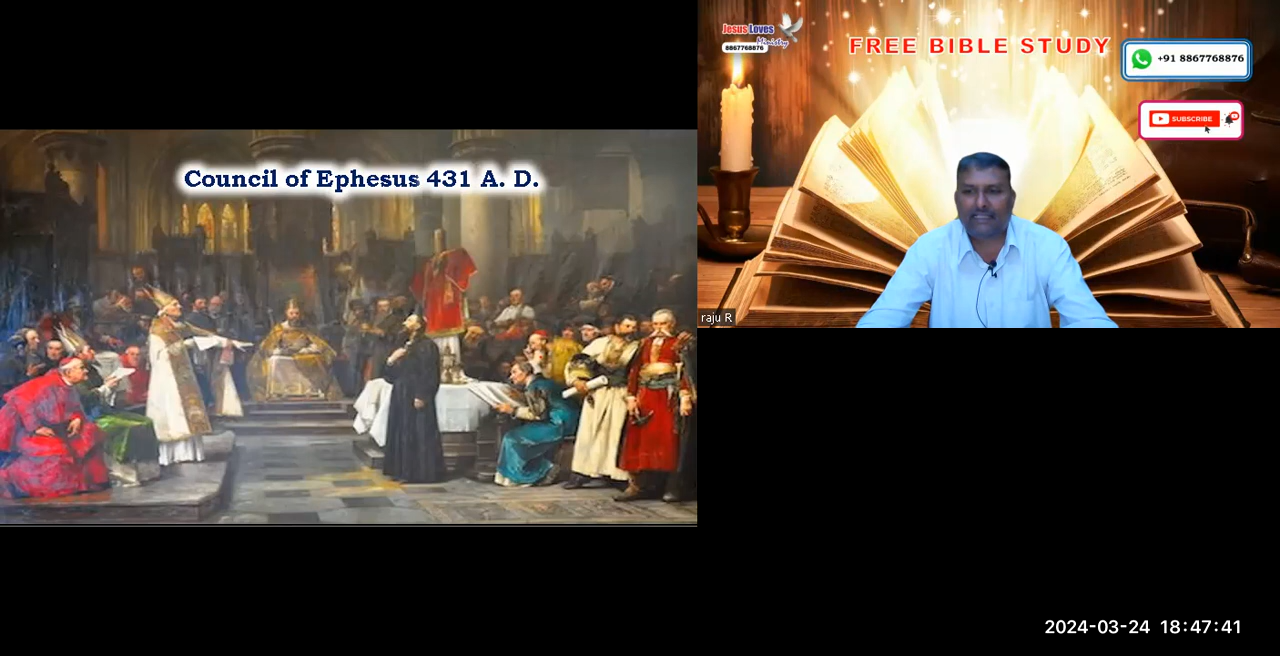 Council of Ephesus 431 A. D.
Jesus Loves
Ministry
8867768876
FREE BIBLE STUDY
+91 8867768876
SUBSCRIBE
raju R
2024-03-24 18:47:41